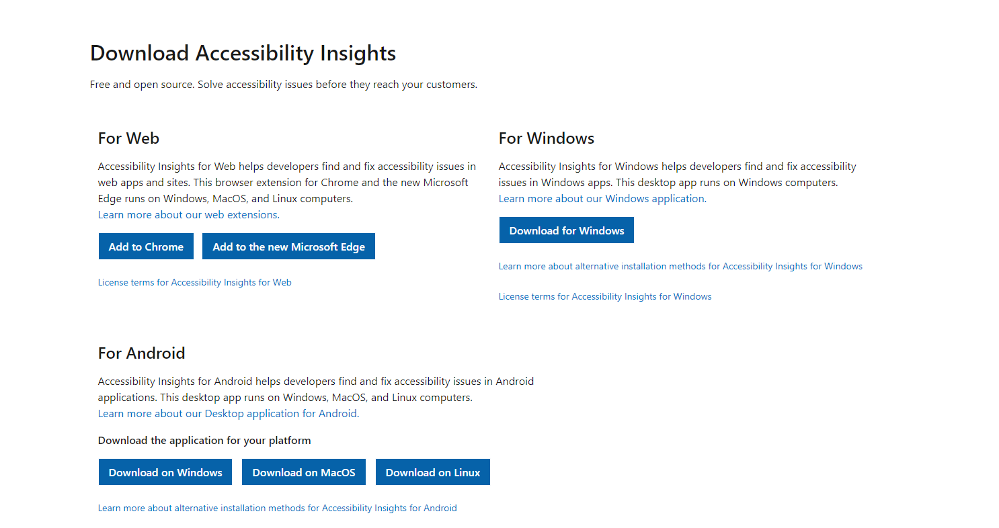 Download Accessibility Insights
Free and open source. Solve accessibility issues before they reach your customers.
For Web
Accessibility Insights for Web helps developers find and fix accessibility issues in
web apps and sites. This browser extension for Chrome and the new Microsoft
Edge runs on Windows, MacOS, and Linux computers.
Learn more about our web extensions.
Add to Chrome
Add to the new Microsoft Edge
License terms for Accessibility Insights for Web
For Windows
Accessibility Insights for Windows helps developers find and fix accessibility
issues in Windows apps. This desktop app runs on Windows computers.
Learn more about our Windows application.
Download for Windows
Learn more about alternative installation methods for Accessibility Insights for Windows
License terms for Accessibility Insights for Windows
For Android
Accessibility Insights for Android helps developers find and fix accessibility issues in Android
applications. This desktop app runs on Windows, MacOS, and Linux computers.
Learn more about our Desktop application for Android.
Download the application for your platform
Download on Windows
Download on MacOS
Download on Linux
Learn more about alternative installation methods for Accessibility Insights for Android